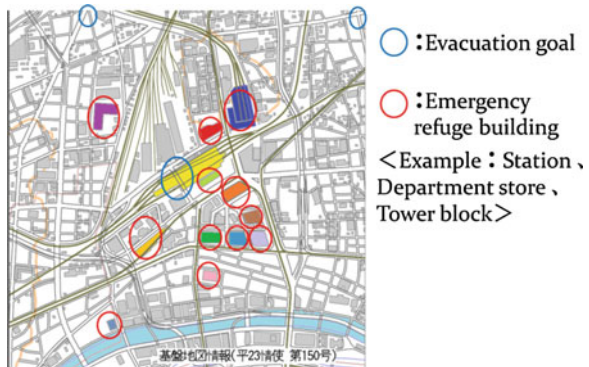 ：Evacuation goal
：Emergency
refuge building
＜Example：Station、
Department store、
Tower block＞
基盤地図情報(平23情使 第150号)